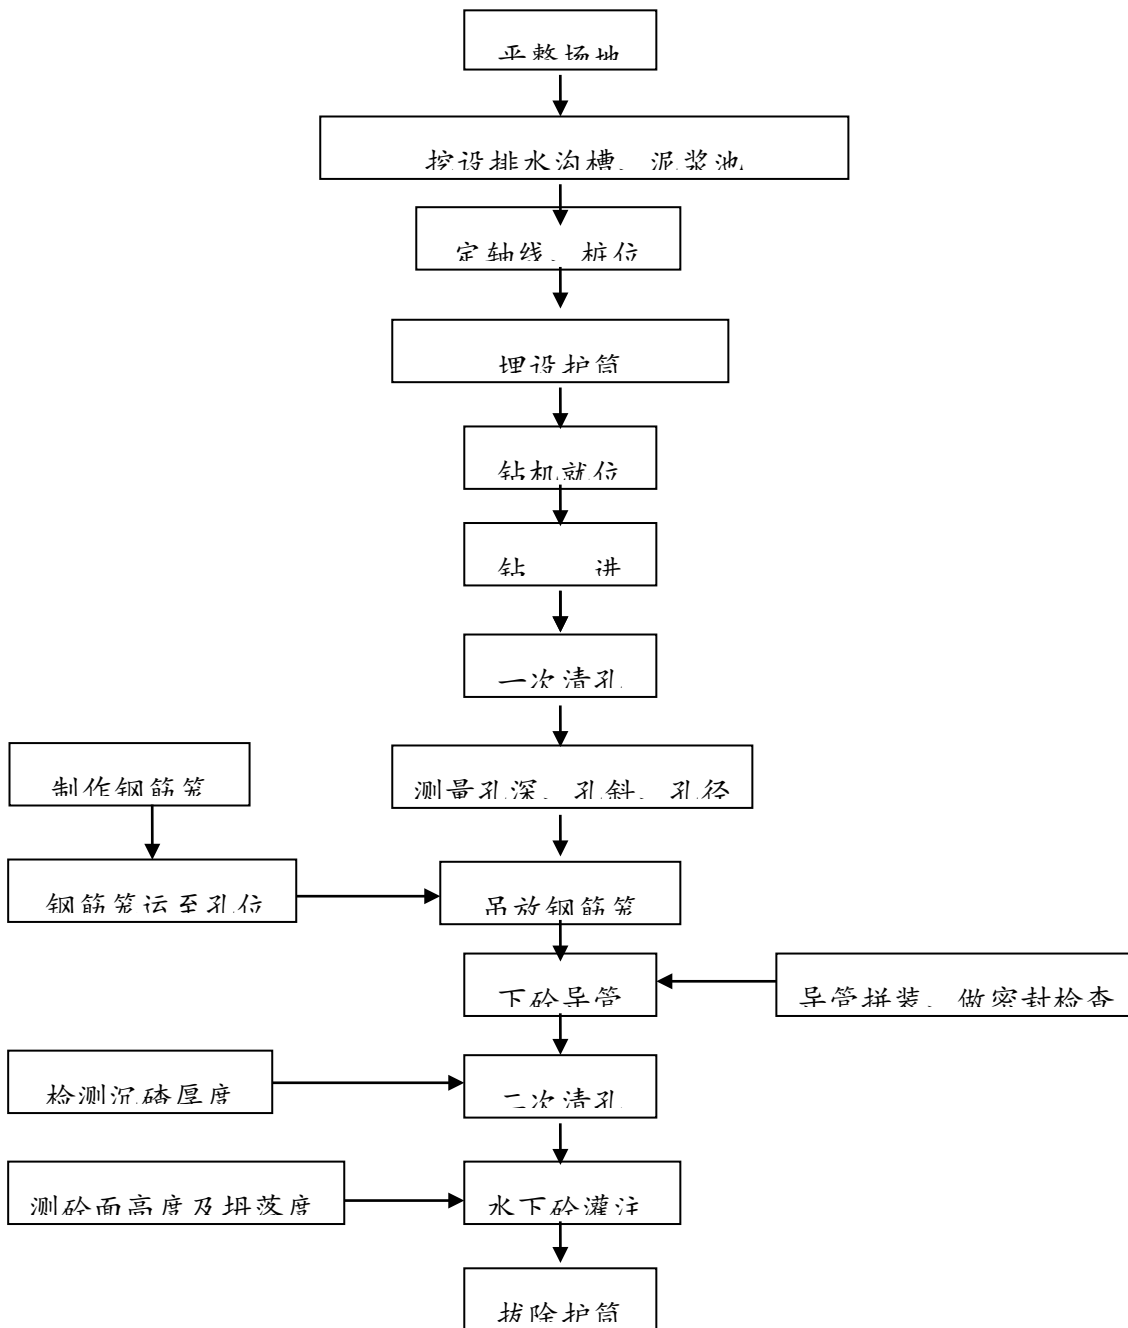 平整场地
挖设排水沟槽、泥浆池
定轴线、桩位
埋设护筒
钻机就位
钻 进
一次清孔
制作钢筋笼
测量孔深、孔斜、孔径
钢筋笼运至孔位
吊放钢筋笼
下砼导管
导管拼装、做密封检查
检测沉碴厚度
二次清孔
测砼面高度及坍落度
水下砼灌注
拔除护筒